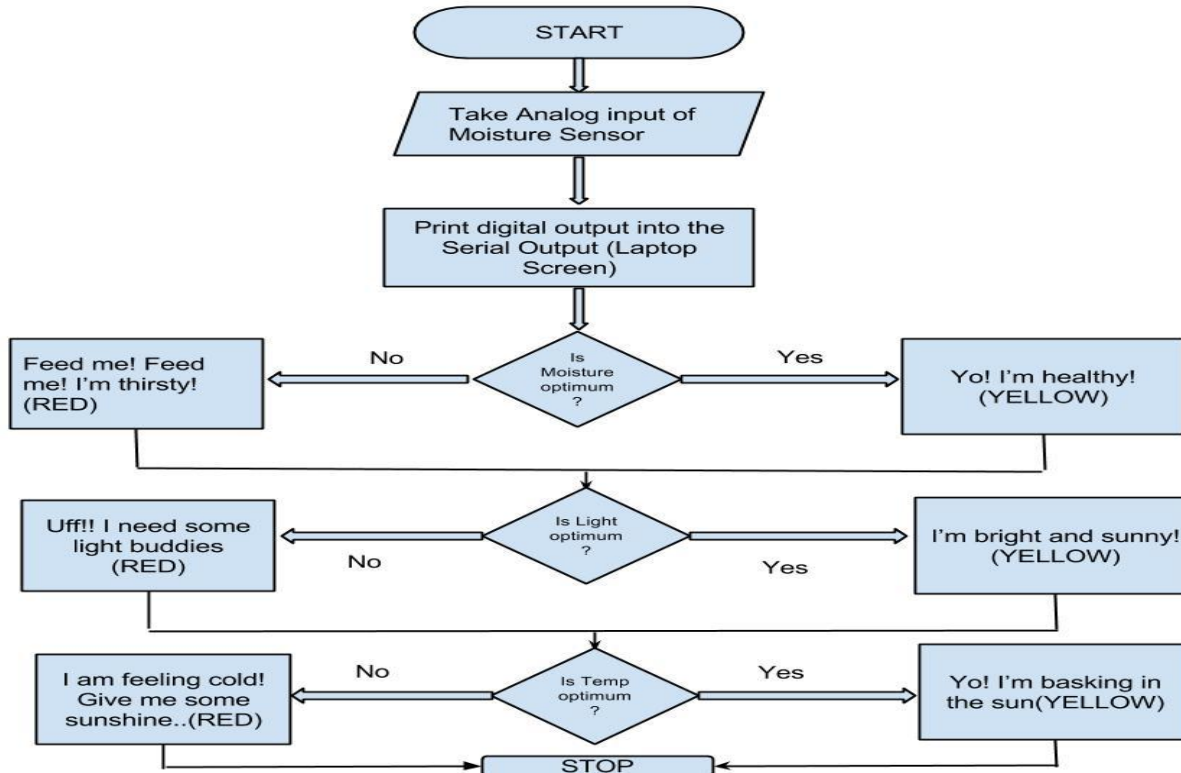 START
Take Analog input of
Moisture Sensor
Print digital output into the
Serial Output (Laptop
Screen)
Is
Moisture
optimum
?
No
Yes
Feed me! Feed
me! I'm thirsty!
(RED)
Yo! I'm healthy!
(YELLOW)
Is Light
optimum
?
No
Yes
Uff!! I need some
light buddies
(RED)
I'm bright and sunny!
(YELLOW)
Is Temp
optimum
?
No
Yes
I am feeling cold!
Give me some
sunshine..(RED)
Yo! I'm basking in
the sun(YELLOW)
STOP